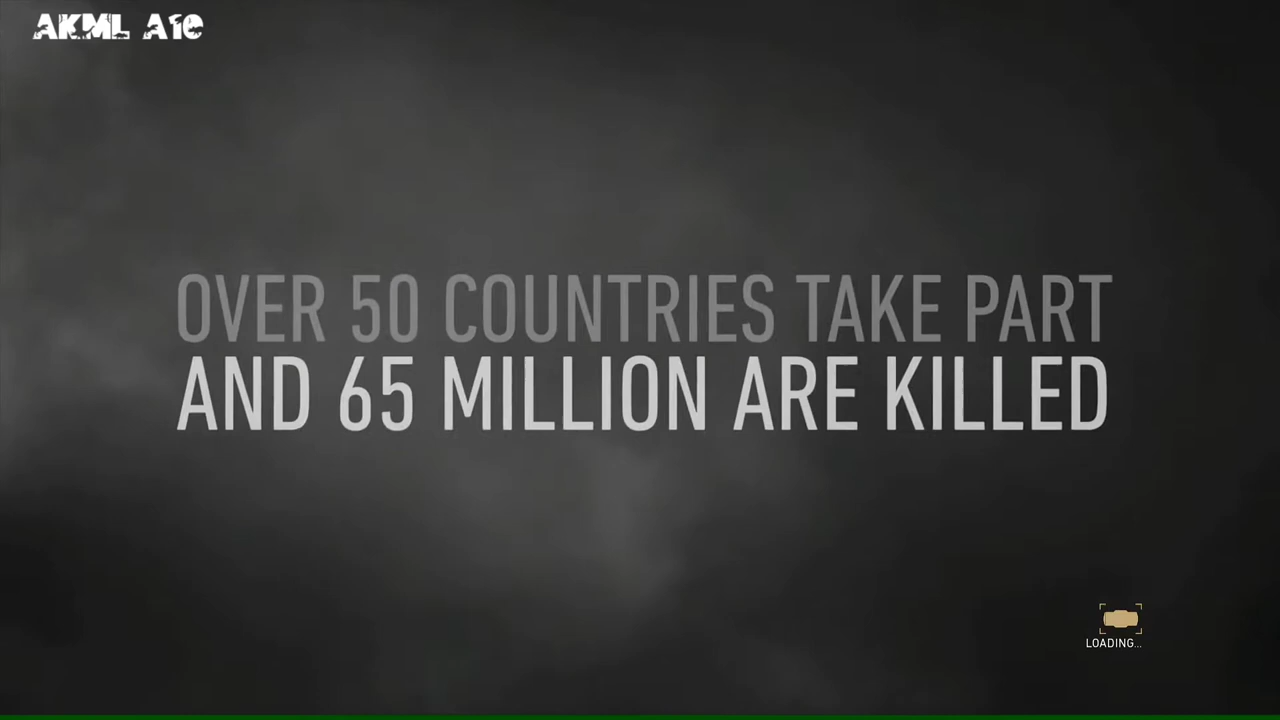 AKML A10
OVER 50 COUNTRIES TAKE PART
AND 65 MILLION ARE KILLED
LOADING...